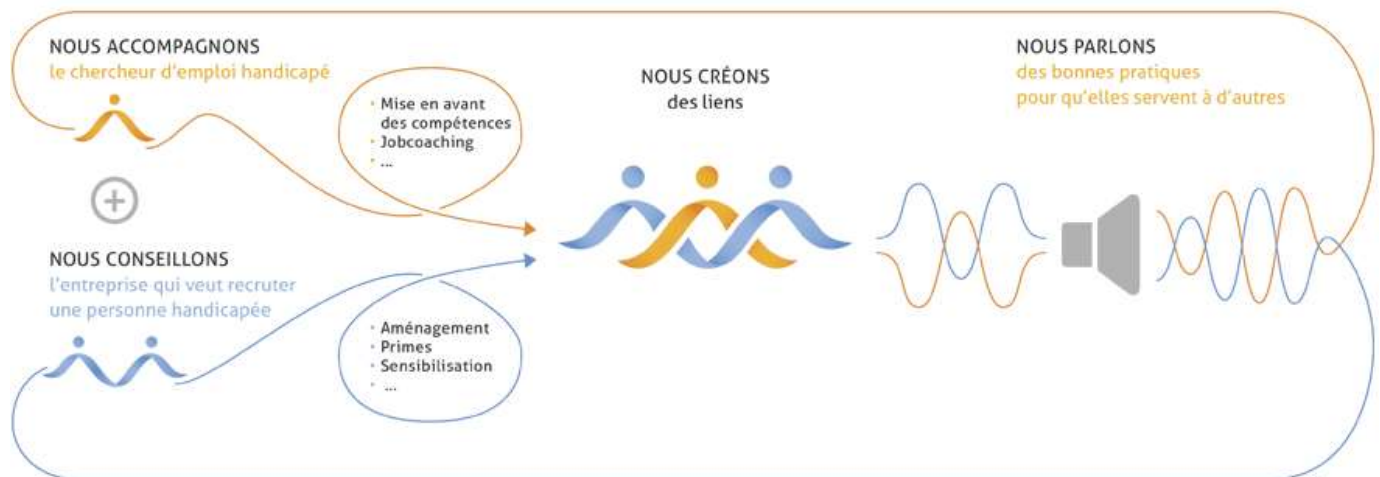 NOUS ACCOMPAGNONS
le chercheur d'emploi handicapé
• Mise en avant
des compétences
• Jobcoaching
• ...
NOUS CONSEILLONS
l'entreprise qui veut recruter
une personne handicapée
• Aménagement
• Primes
• Sensibilisation
• ...
NOUS CRÉONS
des liens
NOUS PARLONS
des bonnes pratiques
pour qu'elles servent à d'autres